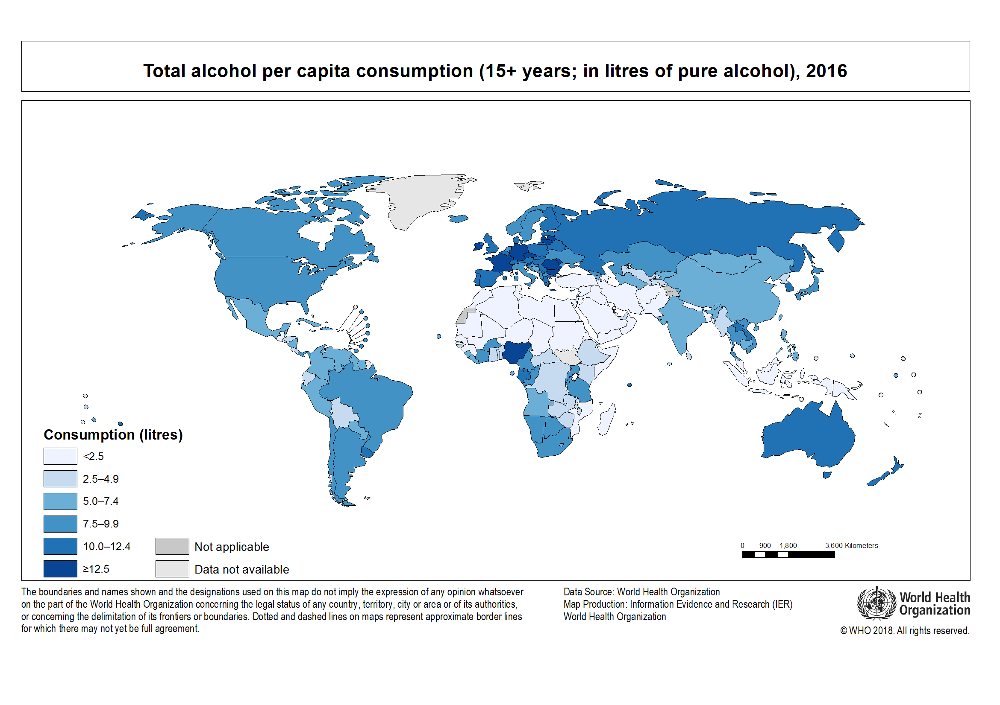 Total alcohol per capita consumption (15+ years; in litres of pure alcohol), 2016
Consumption (litres)
<2.5
2.5–4.9
5.0–7.4
7.5–9.9
10.0–12.4
≥12.5
Not applicable
Data not available
0 900 1,800 3,600 Kilometers
The boundaries and names shown and the designations used on this map do not imply the expression of any opinion whatsoever
on the part of the World Health Organization concerning the legal status of any country, territory, city or area or of its authorities,
or concerning the delimitation of its frontiers or boundaries. Dotted and dashed lines on maps represent approximate border lines
for which there may not yet be full agreement.
Data Source: World Health Organization
Map Production: Information Evidence and Research (IER)
World Health Organization
World Health
Organization
© WHO 2018. All rights reserved.